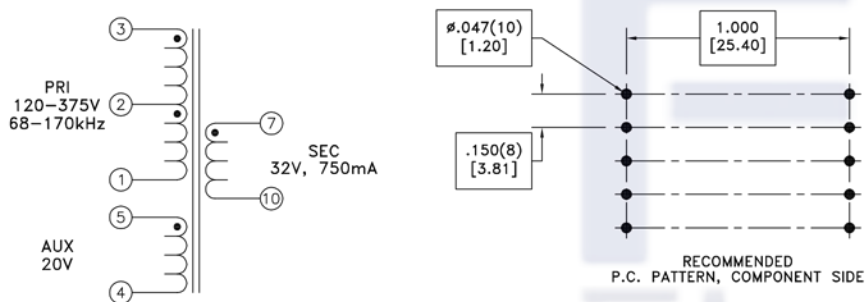 3
PRI
120-375V
68-170kHz
2
1
5
AUX
20V
4
7
SEC
32V, 750mA
10
ø.047(10)
[1.20]
1.000
[25.40]
.150(8)
[3.81]
RECOMMENDED
P.C. PATTERN, COMPONENT SIDE